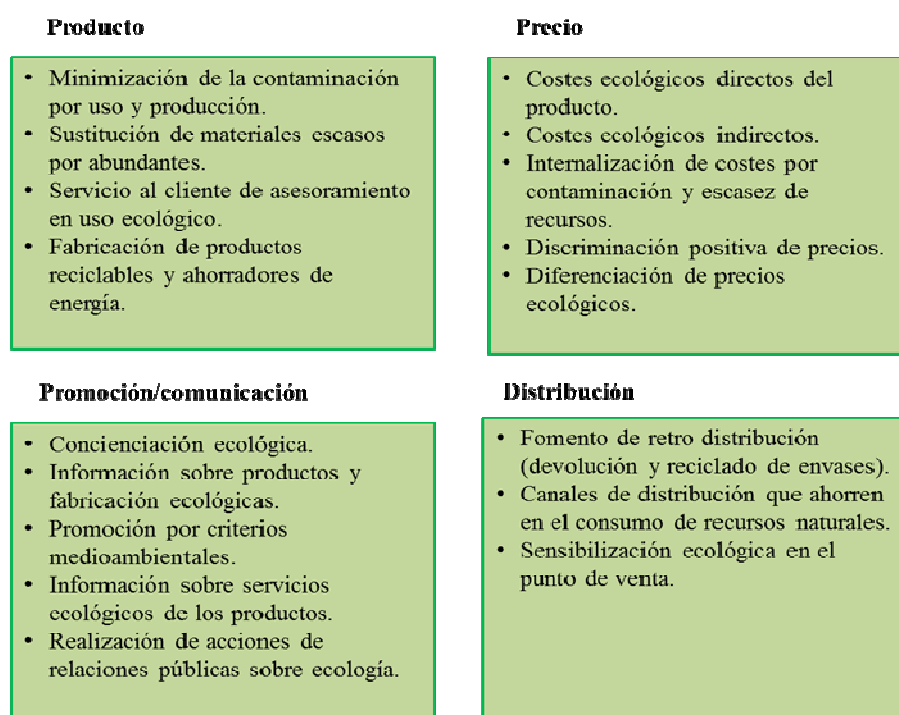 Producto
• Minimización de la contaminación
por uso y producción.
• Sustitución de materiales escasos
por abundantes.
• Servicio al cliente de asesoramiento
en uso ecológico.
• Fabricación de productos
reciclables y ahorradores de
energía.
Precio
• Costes ecológicos directos del
producto.
• Costes ecológicos indirectos.
• Internalización de costes por
contaminación y escasez de
recursos.
• Discriminación positiva de precios.
• Diferenciación de precios
ecológicos.
Promoción/comunicación
• Concienciación ecológica.
• Información sobre productos y
fabricación ecológicas.
• Promoción por criterios
medioambientales.
• Información sobre servicios
ecológicos de los productos.
• Realización de acciones de
relaciones públicas sobre ecología.
Distribución
• Fomento de retro distribución
(devolución y reciclado de envases).
• Canales de distribución que ahorren
en el consumo de recursos naturales.
• Sensibilización ecológica en el
punto de venta.